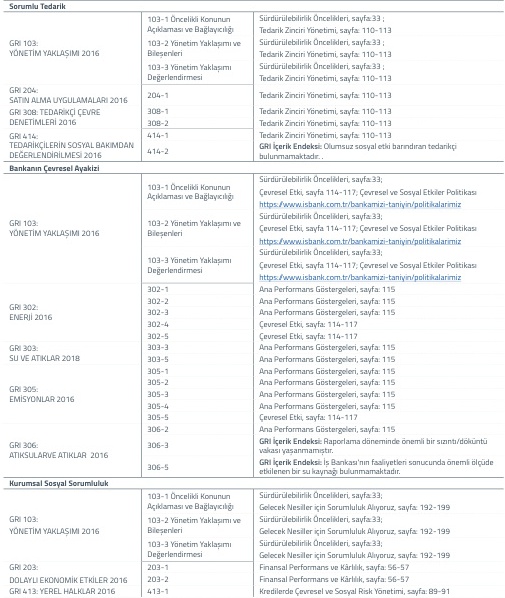 Sorumlu Tedarik
GRI 103:
YÖNETİM YAKLAŞIMI 2016
103-1 Öncelikli Konunun
Açıklaması ve Bağlayıcılığı
Sürdürülebilirlik Öncelikleri, sayfa:33 ;
Tedarik Zinciri Yönetimi, sayfa: 110-113
103-2 Yönetim Yaklaşımı ve
Bileşenleri
Sürdürülebilirlik Öncelikleri, sayfa:33 ;
Tedarik Zinciri Yönetimi, sayfa: 110-113
103-3 Yönetim Yaklaşımı
Değerlendirmesi
Sürdürülebilirlik Öncelikleri, sayfa:33 ;
Tedarik Zinciri Yönetimi, sayfa: 110-113
GRI 204:
SATIN ALMA UYGULAMALARI 2016
204-1
Tedarik Zinciri Yönetimi, sayfa: 110-113
GRI 308: TEDARİKÇİ ÇEVRE
DENETİMLERİ 2016
308-1
Tedarik Zinciri Yönetimi, sayfa: 110-113
308-2
Tedarik Zinciri Yönetimi, sayfa: 110-113
GRI 414:
TEDARİKÇİLERİN SOSYAL BAKIMDAN
DEĞERLENDİRİLMESİ 2016
414-1
Tedarik Zinciri Yönetimi, sayfa: 110-113
414-2
GRI İçerik Endeksi: Olumsuz sosyal etki barındıran tedarikçi
bulunmamaktadır. .
Bankanın Çevresel Ayakizi
GRI 103:
YÖNETİM YAKLAŞIMI 2016
103-1 Öncelikli Konunun
Açıklaması ve Bağlayıcılığı
Sürdürülebilirlik Öncelikleri, sayfa:33;
Çevresel Etki, sayfa 114-117; Çevresel ve Sosyal Etkiler Politikası
https://www.isbank.com.tr/bankamizi-taniyin/politikalarimiz
103-2 Yönetim Yaklaşımı ve
Bileşenleri
Sürdürülebilirlik Öncelikleri, sayfa:33;
Çevresel Etki, sayfa 114-117; Çevresel ve Sosyal Etkiler Politikası
https://www.isbank.com.tr/bankamizi-taniyin/politikalarimiz
103-3 Yönetim Yaklaşımı
Değerlendirmesi
Sürdürülebilirlik Öncelikleri, sayfa:33;
Çevresel Etki, sayfa 114-117; Çevresel ve Sosyal Etkiler Politikası
https://www.isbank.com.tr/bankamizi-taniyin/politikalarimiz
GRI 302:
ENERJİ 2016
302-1
Ana Performans Göstergeleri, sayfa: 115
302-2
Ana Performans Göstergeleri, sayfa: 115
302-3
Ana Performans Göstergeleri, sayfa: 115
302-4
Çevresel Etki, sayfa: 114-117
302-5
Çevresel Etki, sayfa: 114-117
GRI 303:
SU VE ATIKLAR 2018
303-3
Ana Performans Göstergeleri, sayfa: 115
303-5
Ana Performans Göstergeleri, sayfa: 115
GRI 305:
EMİSYONLAR 2016
305-1
Ana Performans Göstergeleri, sayfa: 115
305-2
Ana Performans Göstergeleri, sayfa: 115
305-3
Ana Performans Göstergeleri, sayfa: 115
305-4
Ana Performans Göstergeleri, sayfa: 115
305-5
Çevresel Etki, sayfa: 114-117
GRI 306:
ATIKSULARVE ATIKLAR 2016
306-2
Ana Performans Göstergeleri, sayfa: 115
306-3
GRI İçerik Endeksi: Raporlama döneminde önemli bir sızıntı/döküntü
vakası yaşanmamıştır.
306-5
GRI İçerik Endeksi: İş Bankası'nın faaliyetleri sonucunda önemli ölçüde
etkilenen bir su kaynağı bulunmamaktadır.
Kurumsal Sosyal Sorumluluk
GRI 103:
YÖNETİM YAKLAŞIMI 2016
103-1 Öncelikli Konunun
Açıklaması ve Bağlayıcılığı
Sürdürülebilirlik Öncelikleri, sayfa:33;
Gelecek Nesiller için Sorumluluk Alıyoruz, sayfa: 192-199
103-2 Yönetim Yaklaşımı ve
Bileşenleri
Sürdürülebilirlik Öncelikleri, sayfa:33;
Gelecek Nesiller için Sorumluluk Alıyoruz, sayfa: 192-199
103-3 Yönetim Yaklaşımı
Değerlendirmesi
Sürdürülebilirlik Öncelikleri, sayfa:33;
Gelecek Nesiller için Sorumluluk Alıyoruz, sayfa: 192-199
GRI 203:
DOLAYLI EKONOMİK ETKİLER 2016
203-1
Finansal Performans ve Kârlılık, sayfa: 56-57
203-2
Finansal Performans ve Kârlılık, sayfa: 56-57
GRI 413: YEREL HALKLAR 2016
413-1
Kredilerde Çevresel ve Sosyal Risk Yönetimi, sayfa: 89-91